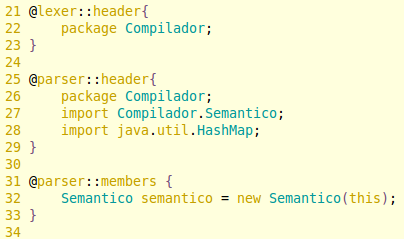 21 @lexer::header{
22     package Compilador;
23 }
24
25 @parser::header{
26     package Compilador;
27     import Compilador.Semantico;
28     import java.util.HashMap;
29 }
30
31 @parser::members {
32     Semantico semantico = new Semantico(this);
33 }
34